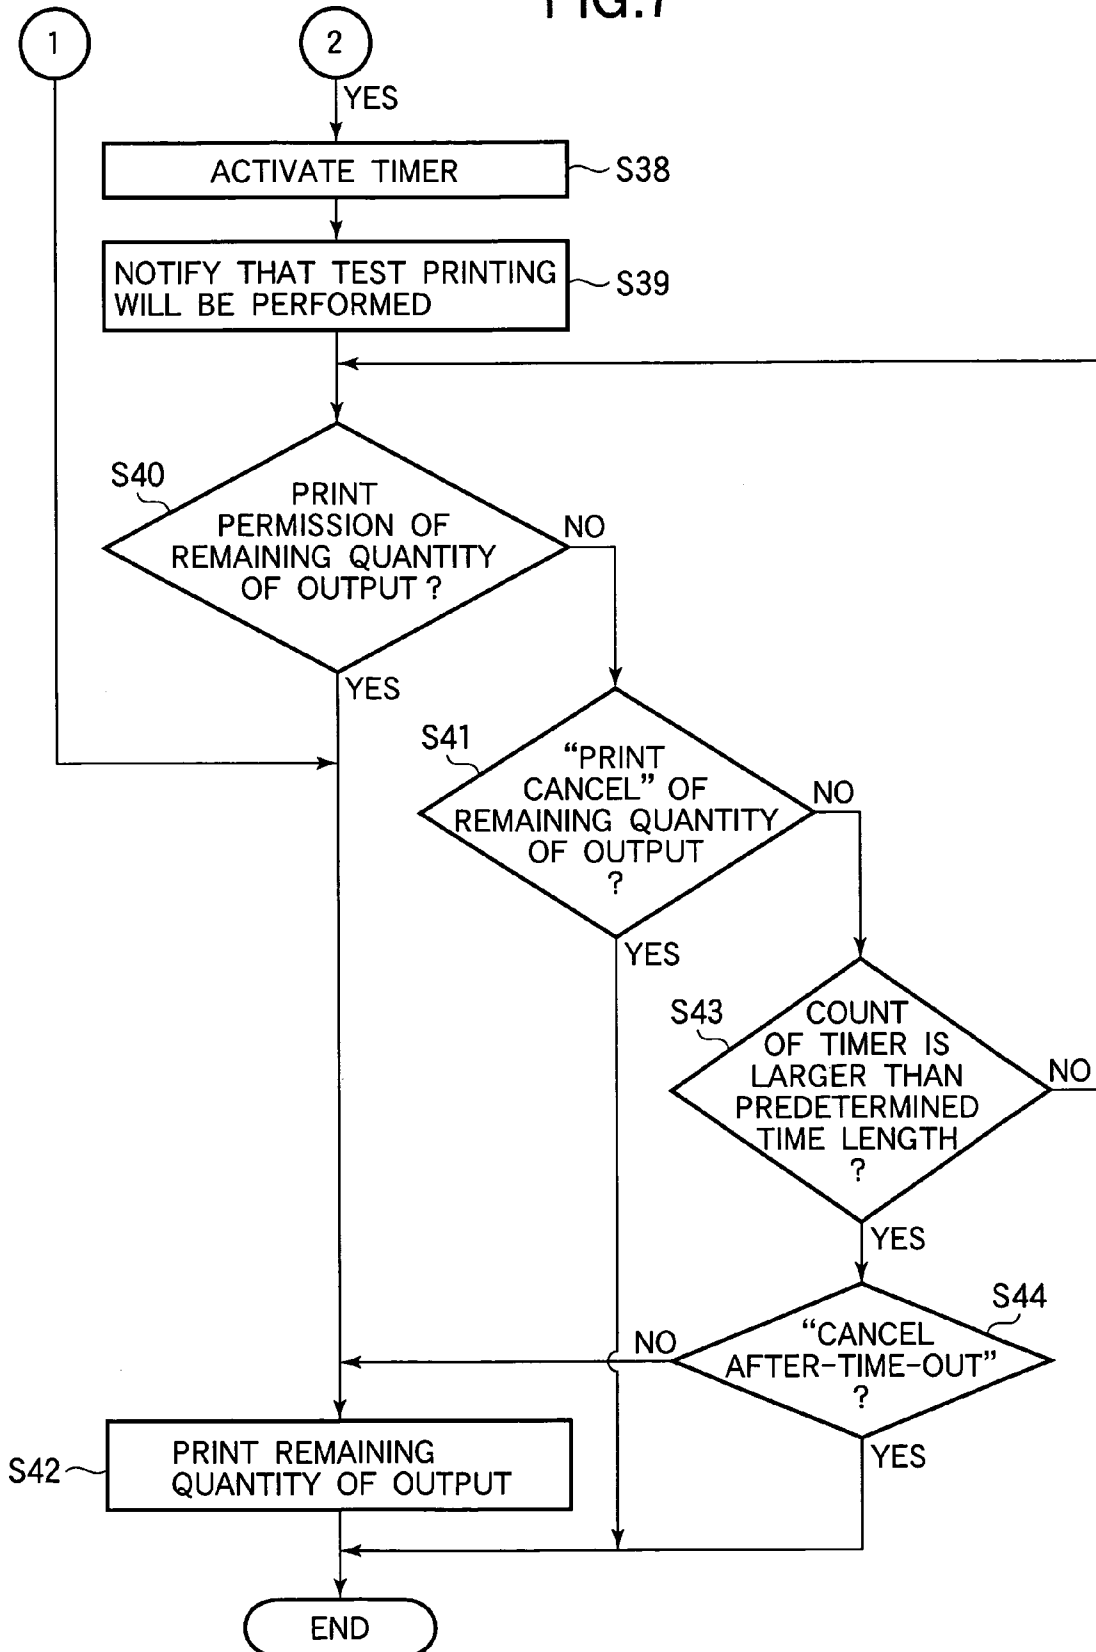 FIG.7
1
2
YES
ACTIVATE TIMER
S38
NOTIFY THAT TEST PRINTING
WILL BE PERFORMED
S39
S40
PRINT
PERMISSION OF
REMAINING QUANTITY
OF OUTPUT ?
NO
YES
S41
“PRINT
CANCEL” OF
REMAINING QUANTITY
OF OUTPUT
?
NO
YES
S43
COUNT
OF TIMER IS
LARGER THAN
PREDETERMINED
TIME LENGTH
?
NO
YES
S44
“CANCEL
AFTER-TIME-OUT”
?
NO
YES
S42
PRINT REMAINING
QUANTITY OF OUTPUT
END